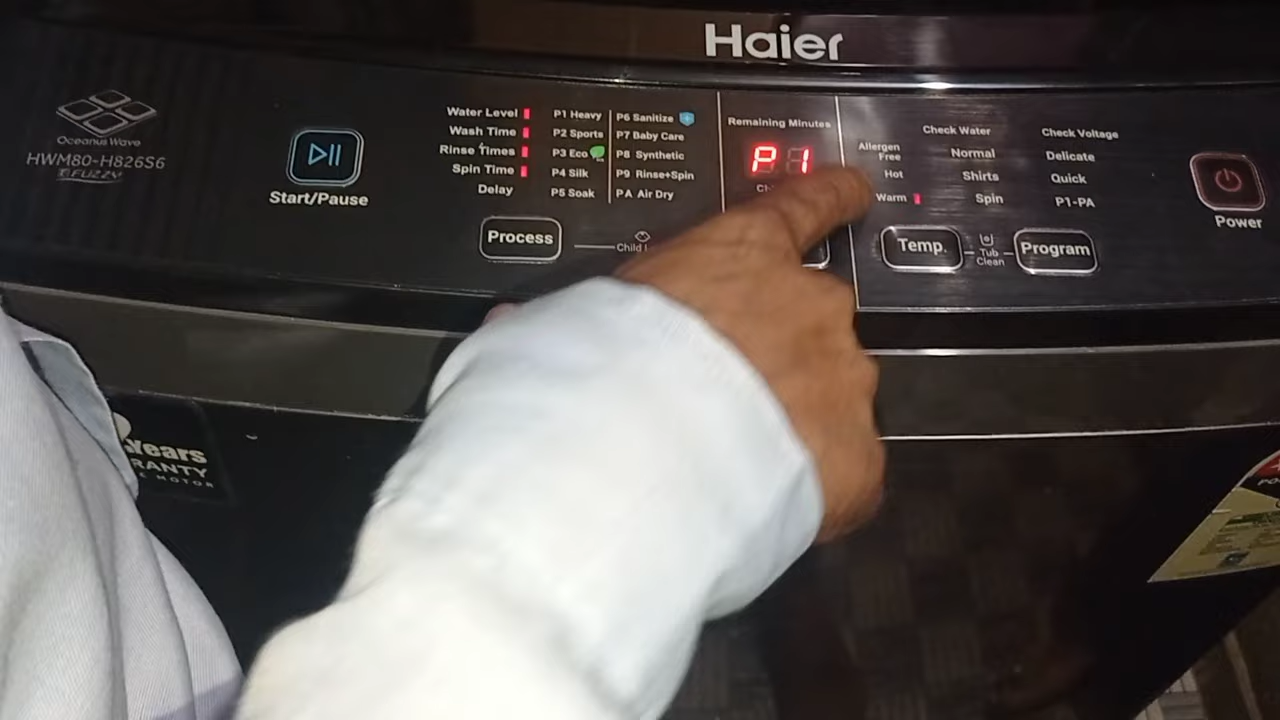 Haier
Oceanus Wave
HWM80-H826S6
FUZZY
Start/Pause
Water Level
Wash Time
Rinse Times
Spin Time
Delay
P1 Heavy
P2 Sports
P3 Eco
P4 Silk
P5 Soak
P6 Sanitize
P7 Baby Care
P8 Synthetic
P9 Rinse+Spin
PA Air Dry
Process
Child
Remaining Minutes
P1
Allergen
Free
Hot
Warm
Check Water
Normal
Shirts
Spin
Check Voltage
Delicate
Quick
P1-PA
Temp.
Tub
Clean
Program
Power
Years
RANTY
MOTOR